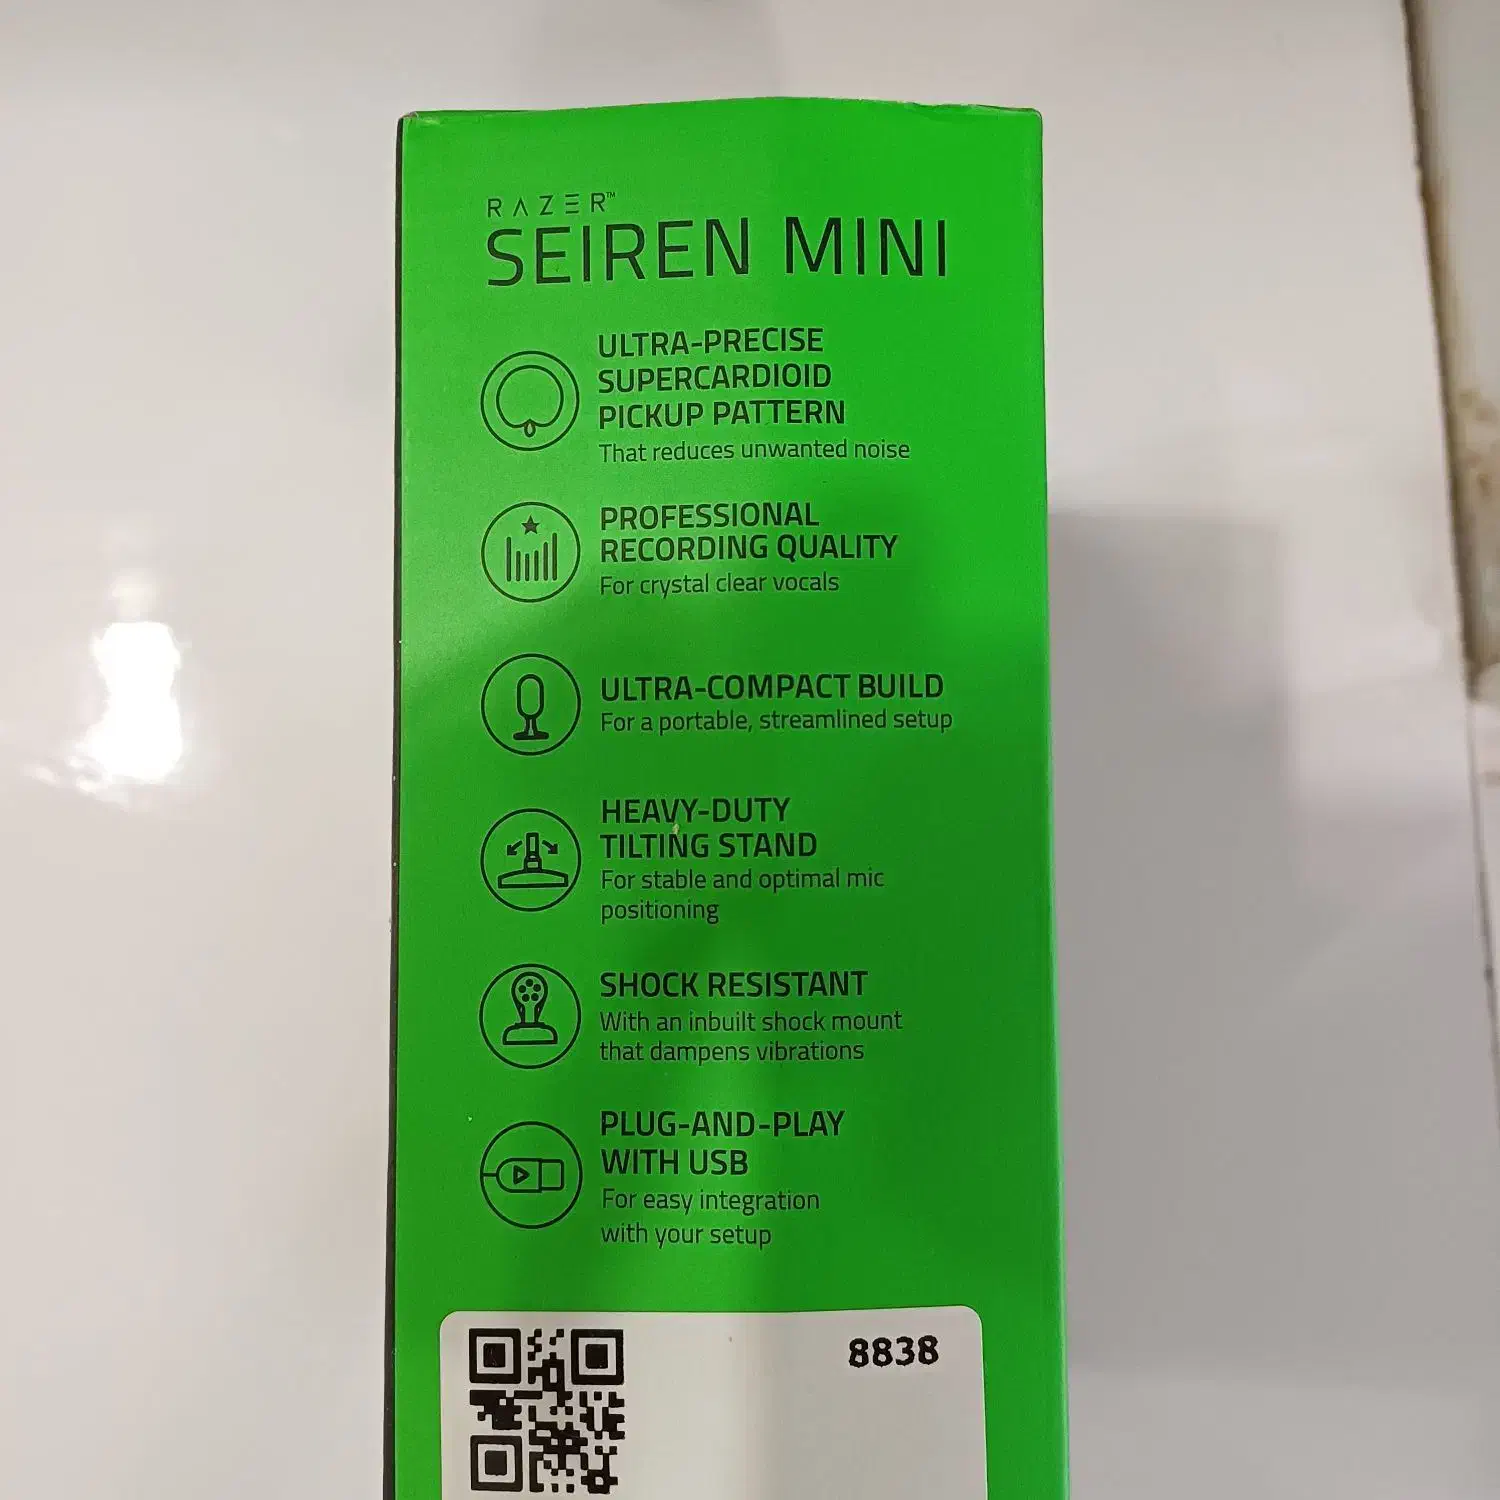 RAZER™
SEIREN MINI
ULTRA-PRECISE
SUPERCARDIOID
PICKUP PATTERN
That reduces unwanted noise
PROFESSIONAL
RECORDING QUALITY
For crystal clear vocals
ULTRA-COMPACT BUILD
For a portable, streamlined setup
HEAVY-DUTY
TILTING STAND
For stable and optimal mic
positioning
SHOCK RESISTANT
With an inbuilt shock mount
that dampens vibrations
PLUG-AND-PLAY
WITH USB
For easy integration
with your setup
8838